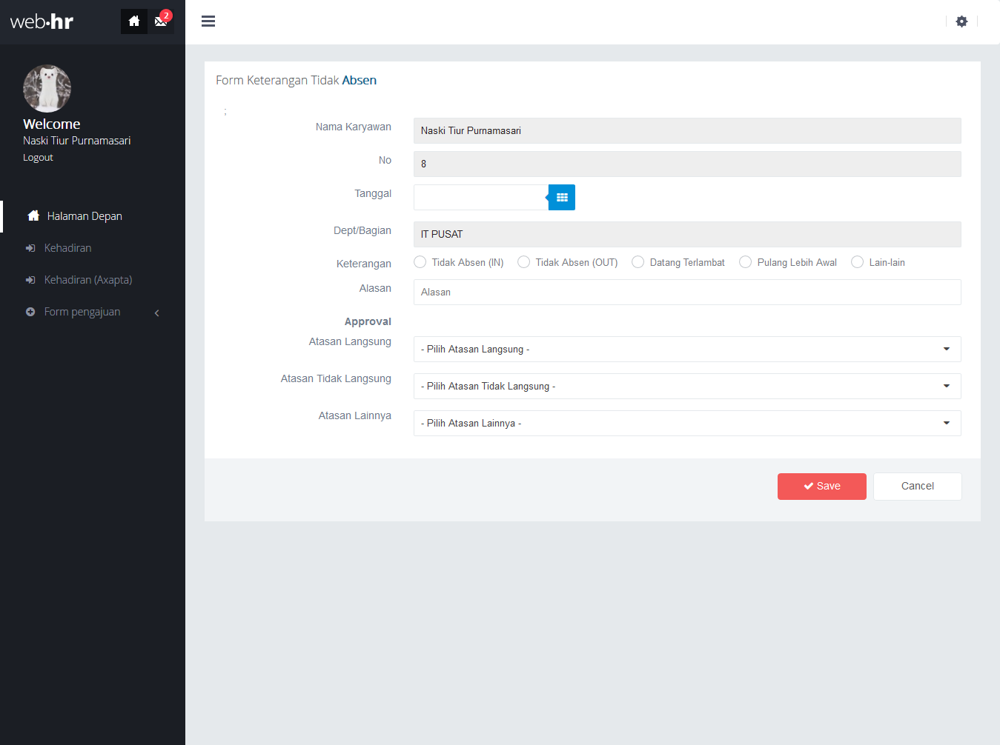 web·hr
2
Welcome
Naski Tiur Purnamasari
Logout
Halaman Depan
Kehadiran
Kehadiran (Axapta)
Form pengajuan
Form Keterangan Tidak Absen
;
Nama Karyawan
Naski Tiur Purnamasari
No
8
Tanggal
Dept/Bagian
IT PUSAT
Keterangan
Tidak Absen (IN) Tidak Absen (OUT) Datang Terlambat Pulang Lebih Awal Lain-lain
Alasan
Alasan
Approval
Atasan Langsung
- Pilih Atasan Langsung -
Atasan Tidak Langsung
- Pilih Atasan Tidak Langsung -
Atasan Lainnya
- Pilih Atasan Lainnya -
Save
Cancel